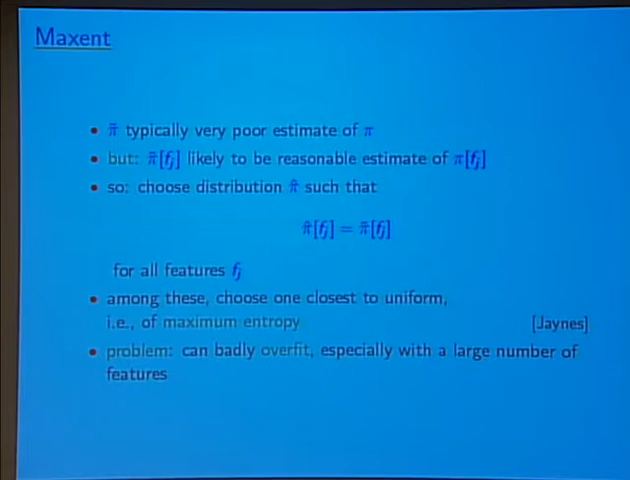 Maxent
• π̃ typically very poor estimate of π
• but: π̃[fj] likely to be reasonable estimate of π[fj]
• so: choose distribution π̂ such that
π̂[fj] = π̃[fj]
for all features fj
• among these, choose one closest to uniform,
i.e., of maximum entropy [Jaynes]
• problem: can badly overfit, especially with a large number of
features